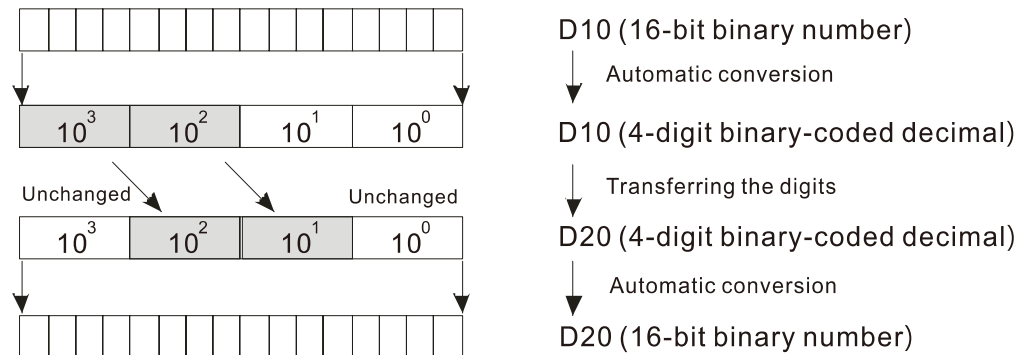 D10 (16-bit binary number)
Automatic conversion
10³ 10² 10¹ 10⁰ D10 (4-digit binary-coded decimal)
Unchanged Unchanged Transferring the digits
10³ 10² 10¹ 10⁰ D20 (4-digit binary-coded decimal)
Automatic conversion
D20 (16-bit binary number)